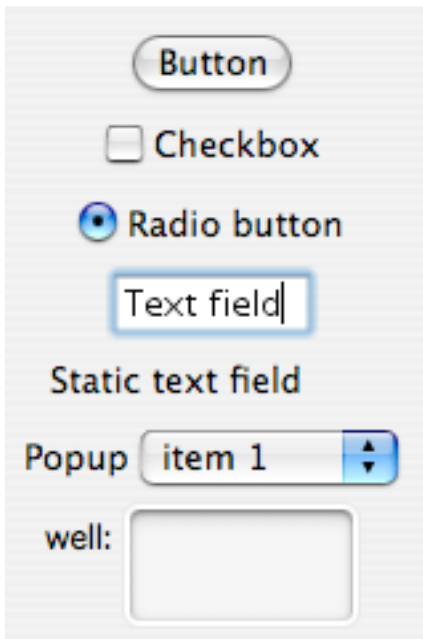 Button
Checkbox
Radio button
Text field
Static text field
Popup item 1
well: